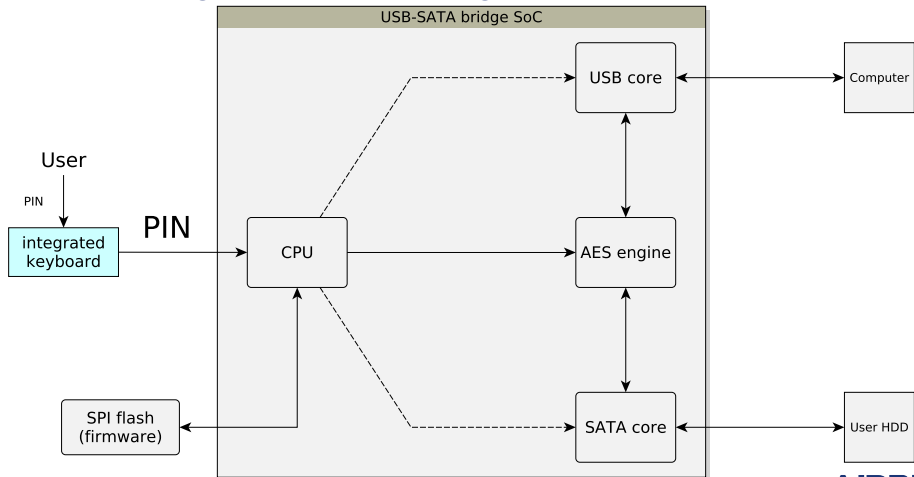 USB-SATA bridge SoC
USB core
Computer
User
PIN
PIN
integrated
keyboard
CPU
AES engine
SPI flash
(firmware)
SATA core
User HDD